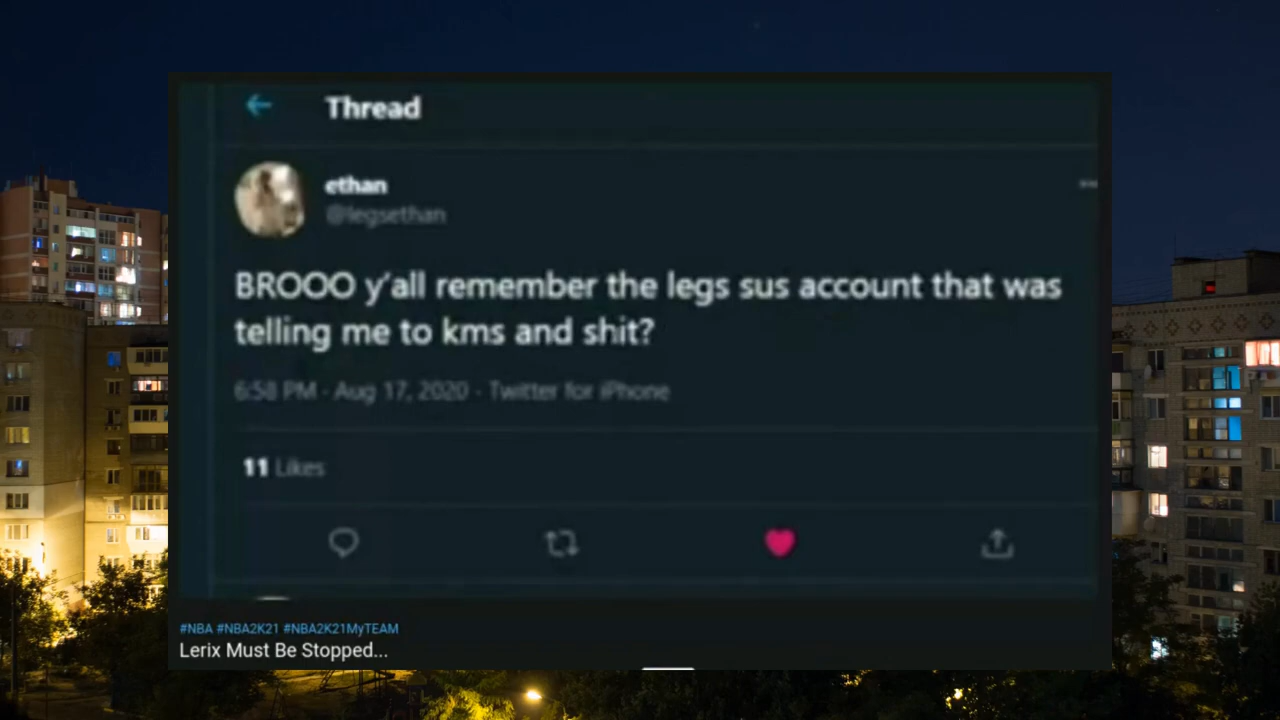 Thread
ethan
@legsethan
BROOO y'all remember the legs sus account that was
telling me to kms and shit?
6:58 PM · Aug 17, 2020 · Twitter for iPhone
11 Likes
#NBA #NBA2K21 #NBA2K21MyTEAM
Lerix Must Be Stopped...